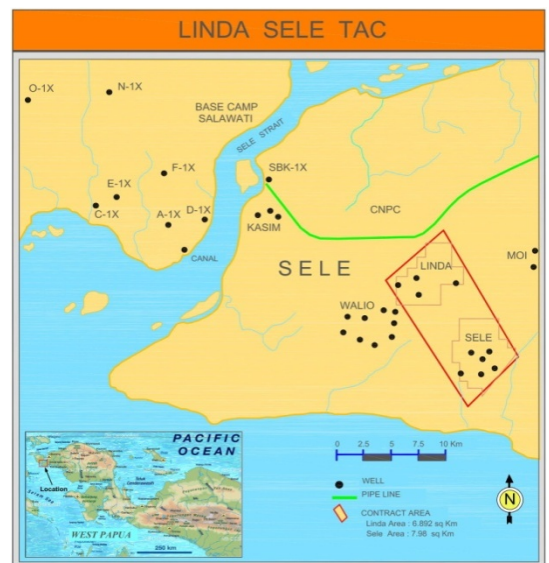 LINDA SELE TAC
O-1X
N-1X
BASE CAMP
SALAWATI
SELE STRAIT
F-1X
SBK-1X
E-1X
C-1X
A-1X
D-1X
KASIM
CNPC
CANAL
MOI
SELE
LINDA
WALIO
SELE
PACIFIC
OCEAN
Location
WEST PAPUA
250 km
0 2.5 5 7.5 10 Km
WELL
PIPE LINE
CONTRACT AREA
Linda Area : 6.892 sq Km
Sele Area : 7.98 sq Km
N